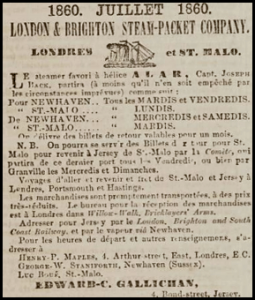 1860. JUILLET 1860.
LONDON & BRIGHTON STEAM-PACKET COMPANY.
LONDRES et ST. MALO.
LE steamer favori à hélice ALAR, Capt. JOSEPH
BACK, partira (à moins qu'il n'en soit empêché par
les circonstances imprévues) comme suit :
Pour NEWHAVEN.. Tous les MARDIS et VENDREDIS.
" ST.-MALO.... " LUNDIS.
De NEWHAVEN... " MERCREDIS et SAMEDIS.
" ST.-MALO.... " MARDIS.
On délivre des billets de retour valables pour un mois.
N. B. On pourra se servir des Billets de retour pour St.
Malo pour revenir à Jersey de St.-Malo par la Comète, qui
partira de ce dernier port tous les Vendredis, ou bien par
Granville les Mercredis et Dimanches.
Voyages d'aller et revenir de St.-Malo et Jersey à
Londres, Portsmouth et Hastings.
Les marchandises sont promptement transportées, à des prix
très-réduits. Le bureau pour la réception des marchandises
est à Londres dans Willow-Walk, Bricklayers' Arms.
Adresser pour Jersey par le London, Brighton and South
Coast Railway, et par le vapeur via Newhaven.
Pour les heures de départ et autres renseignemens, s'a-
dresser à
HENRY P. MAPLES, 4, Arthur street, East, Londres, E.C.
GEORGE W. STANIFORTH, Newhaven (Sussex).
Luc Bond, St.-Malo.
EDWARD C. GALLICHAN,
4, Bond-street, Jersey.